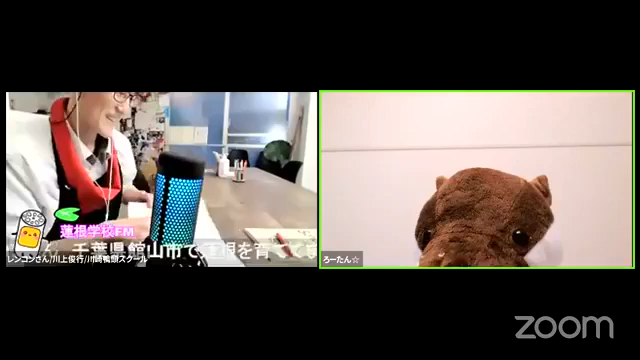 蓮根学校FM
千葉県館山市で蓮根を育てて
レンコンさん/川上俊行/川崎鴨頭スクール
ろーたん☆
zoom